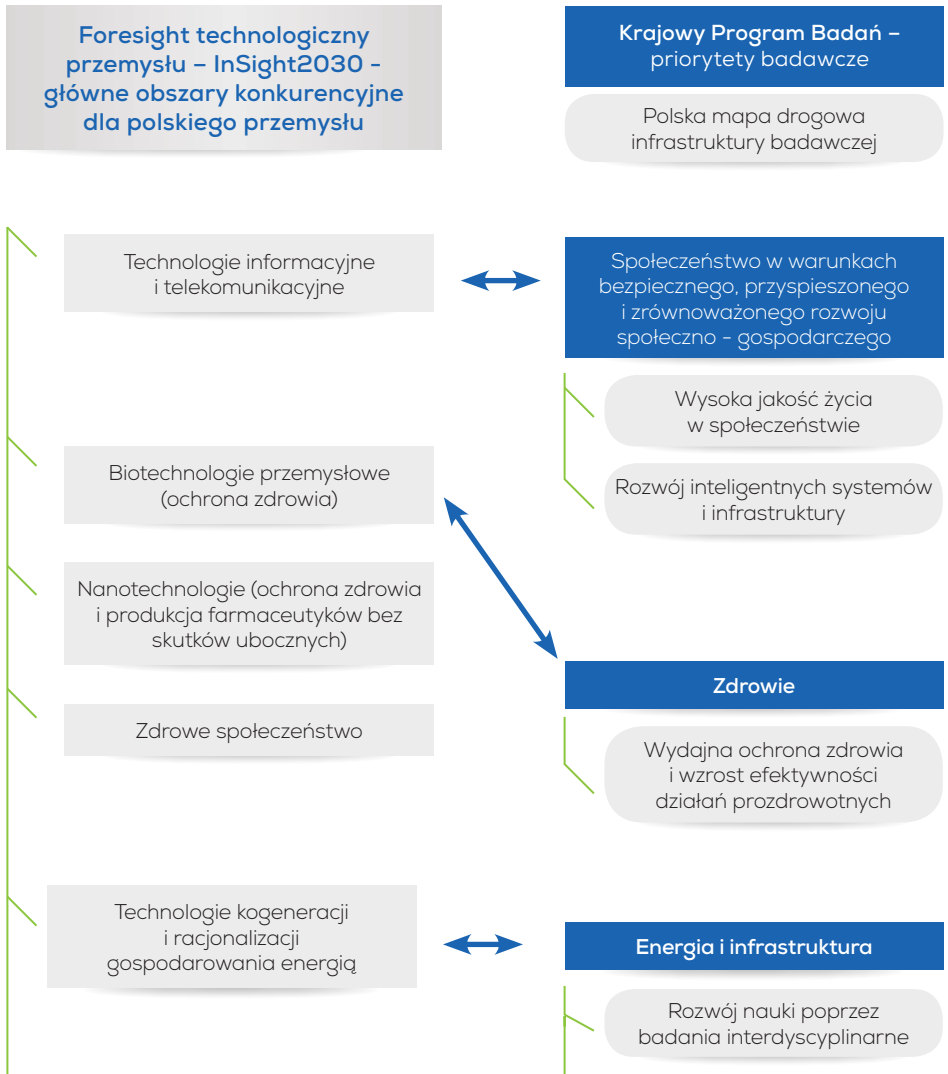 Foresight technologiczny
przemysłu – InSight2030 -
główne obszary konkurencyjne
dla polskiego przemysłu
Krajowy Program Badań –
priorytety badawcze
Polska mapa drogowa
infrastruktury badawczej
Technologie informacyjne
i telekomunikacyjne
Społeczeństwo w warunkach
bezpiecznego, przyspieszonego
i zrównoważonego rozwoju
społeczno - gospodarczego
Wysoka jakość życia
w społeczeństwie
Rozwój inteligentnych systemów
i infrastruktury
Biotechnologie przemysłowe
(ochrona zdrowia)
Nanotechnologie (ochrona zdrowia
i produkcja farmaceutyków bez
skutków ubocznych)
Zdrowe społeczeństwo
Zdrowie
Wydajna ochrona zdrowia
i wzrost efektywności
działań prozdrowotnych
Technologie kogeneracji
i racjonalizacji
gospodarowania energią
Energia i infrastruktura
Rozwój nauki poprzez
badania interdyscyplinarne